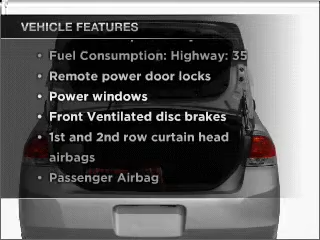 VEHICLE FEATURES
• Fuel Consumption: Highway: 35
• Remote power door locks
• Power windows
• Front Ventilated disc brakes
• 1st and 2nd row curtain head
airbags
• Passenger Airbag